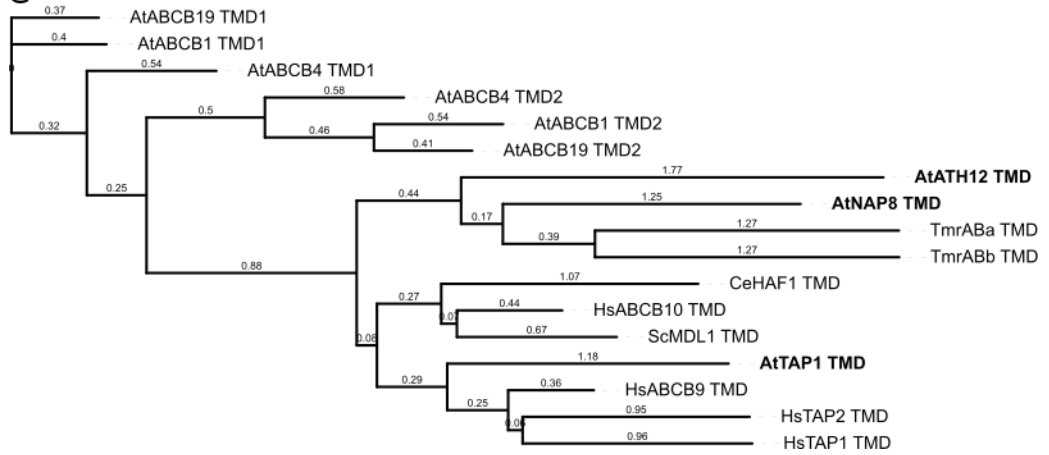 0.37
AtABCB19 TMD1
0.4
AtABCB1 TMD1
0.54
AtABCB4 TMD1
0.32
0.58
AtABCB4 TMD2
0.5
0.54
AtABCB1 TMD2
0.46
0.41
AtABCB19 TMD2
0.25
1.77
AtATH12 TMD
0.44
1.25
AtNAP8 TMD
0.17
1.27
TmrABa TMD
0.39
1.27
TmrABb TMD
0.88
1.07
CeHAF1 TMD
0.27
0.44
HsABCB10 TMD
0.07
0.67
ScMDL1 TMD
0.08
1.18
AtTAP1 TMD
0.29
0.36
HsABCB9 TMD
0.25
0.95
HsTAP2 TMD
0.96
HsTAP1 TMD